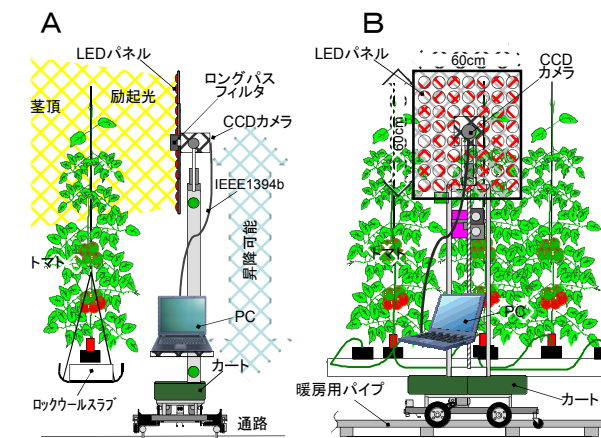 A
LEDパネル
ロングパス
フィルタ
励起光
茎頂
CCDカメラ
IEEE1394b
昇降可能
トマト
PC
カート
ロックウールスラブ
通路
B
LEDパネル
60cm
CCD
カメラ
60cm
トマト
PC
暖房用パイプ
カート